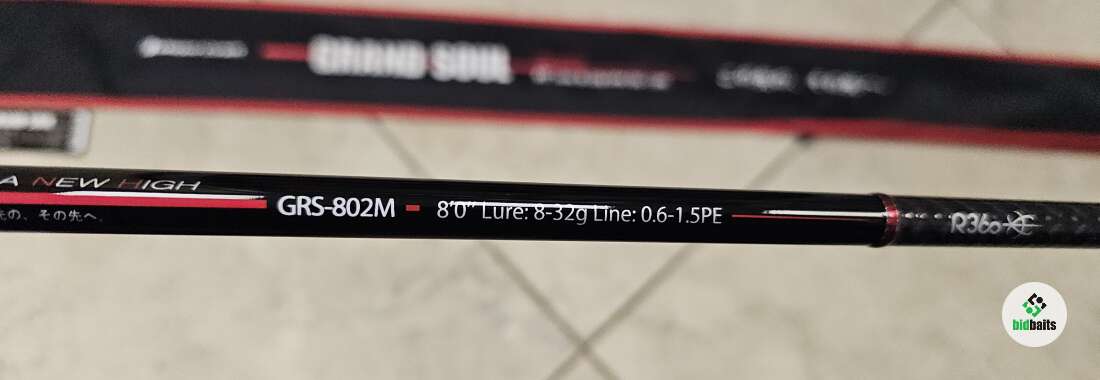 GRAND SOUL
A NEW HIGH
その先へ
GRS-802M - 8'0" Lure: 8-32g Line: 0.6-1.5PE
R360
bidbaits